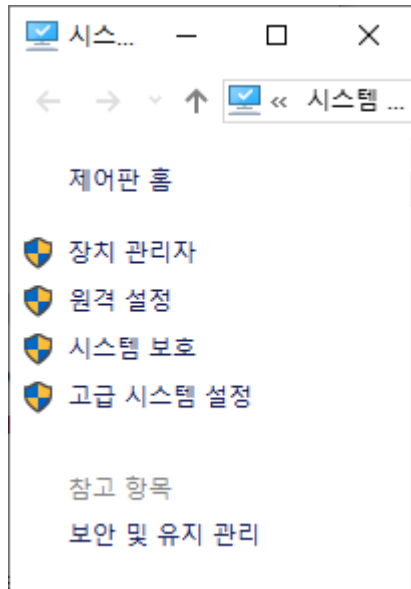 시스...
« 시스템 ...
제어판 홈
장치 관리자
원격 설정
시스템 보호
고급 시스템 설정
참고 항목
보안 및 유지 관리